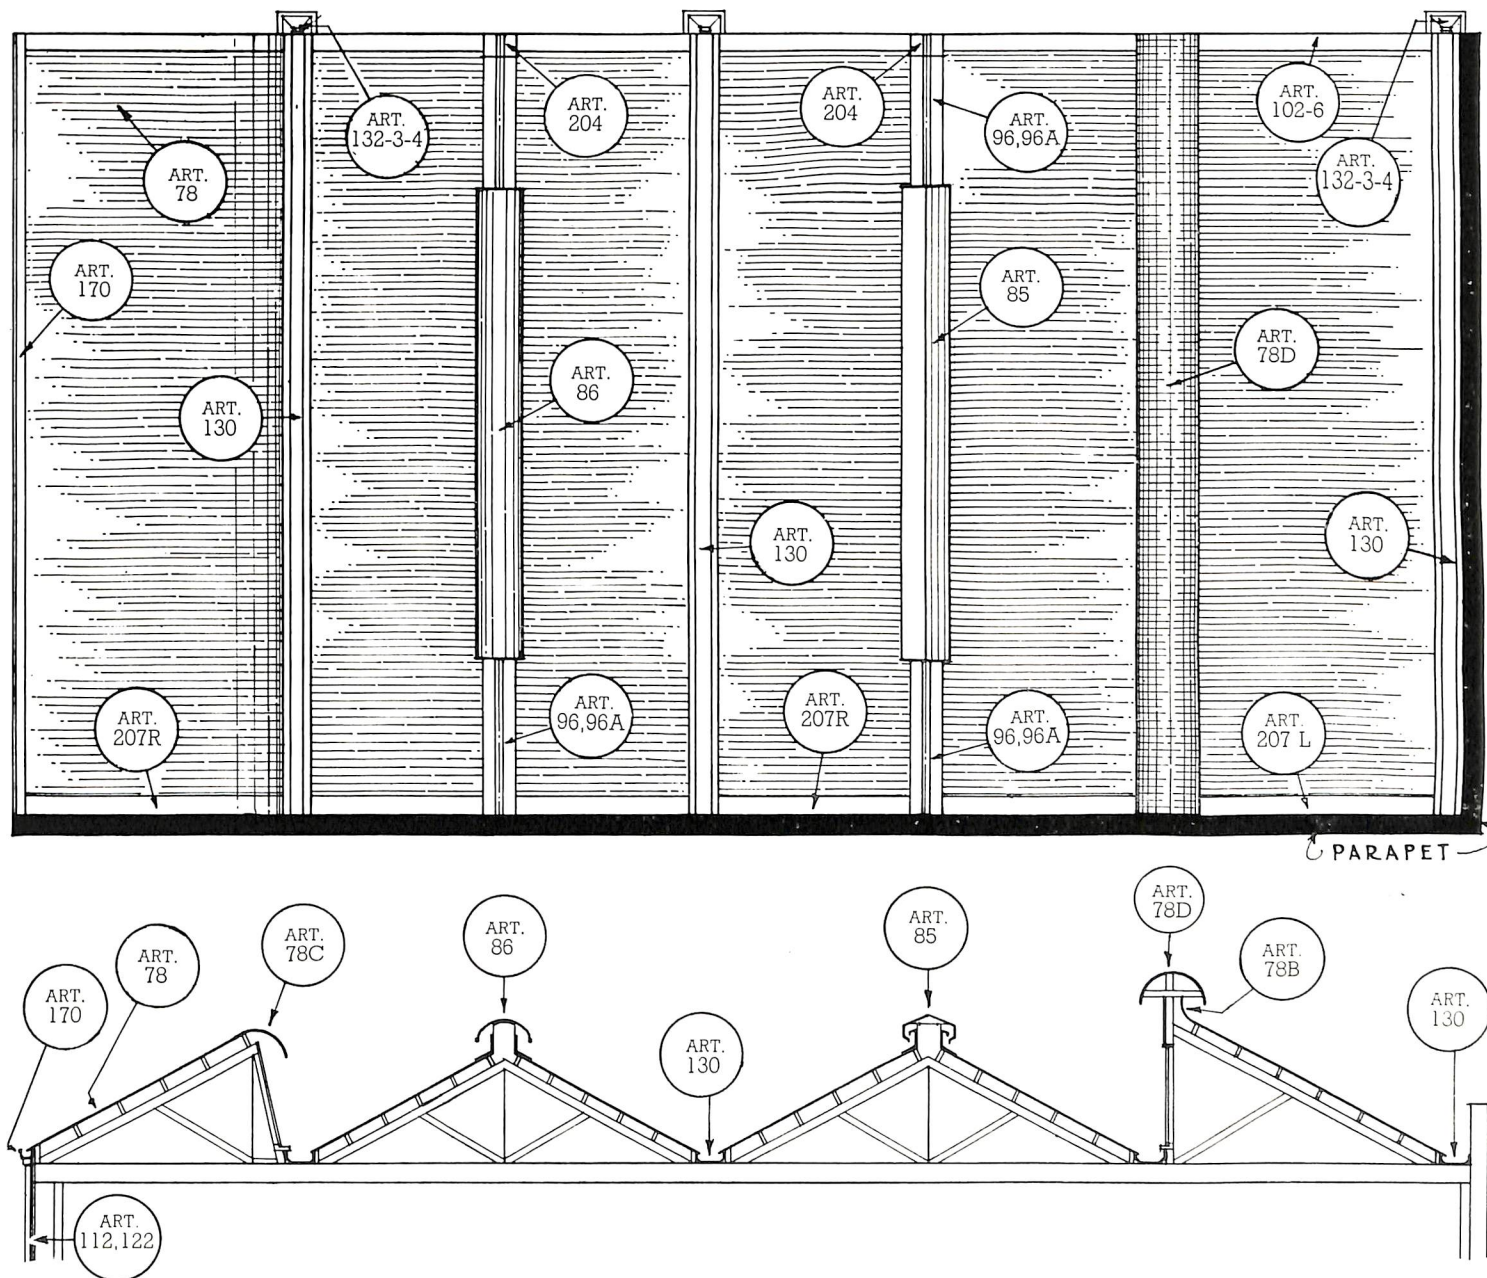 ART.
132-3-4
ART.
204
ART.
204
ART.
96,96A
ART.
102-6
ART.
132-3-4
ART.
78
ART.
170
ART.
85
ART.
78D
ART.
86
ART.
130
ART.
130
ART.
130
ART.
207R
ART.
96,96A
ART.
207R
ART.
96,96A
ART.
207 L
PARAPET
ART.
170
ART.
78
ART.
78C
ART.
86
ART.
85
ART.
78D
ART.
78B
ART.
130
ART.
130
ART.
112,122